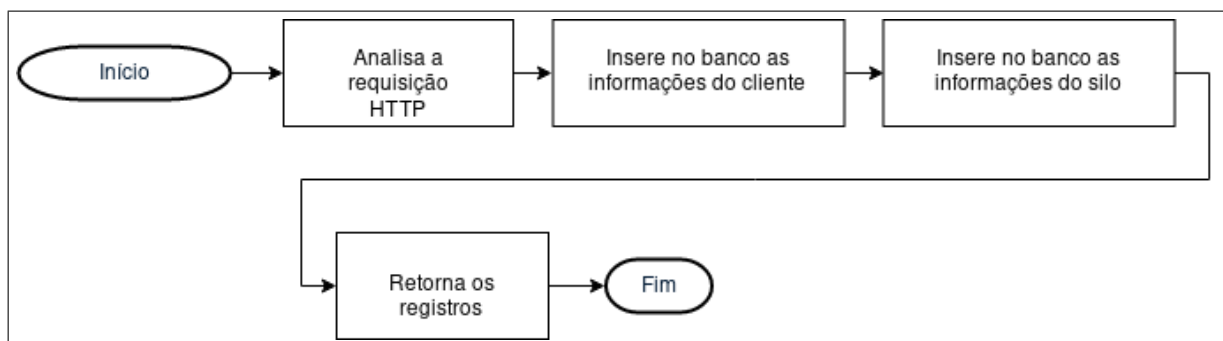 Início
Analisa a
requisição
HTTP
Insere no banco as
informações do cliente
Insere no banco as
informações do silo
Retorna os
registros
Fim